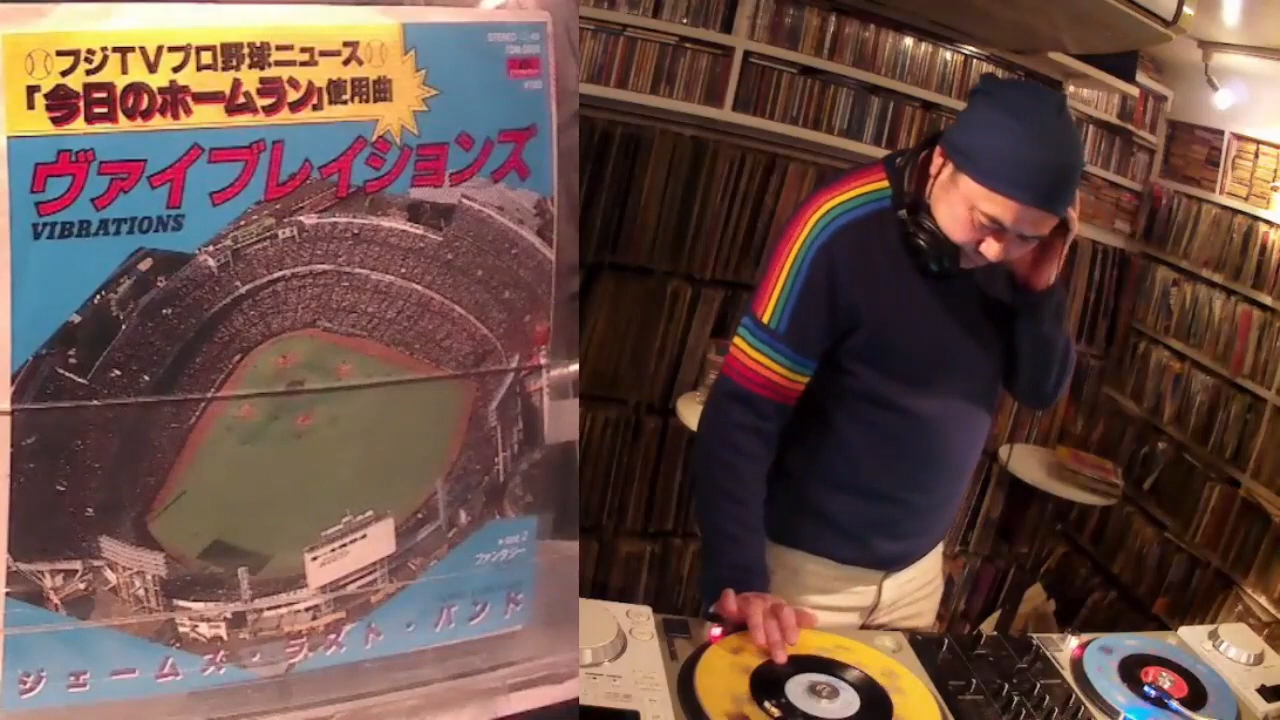 フジTVプロ野球ニュース
「今日のホームラン」使用曲
STEREO
ヴァイブレイションズ
VIBRATIONS
ファンタジー
ジェームズ・ラスト・バンド